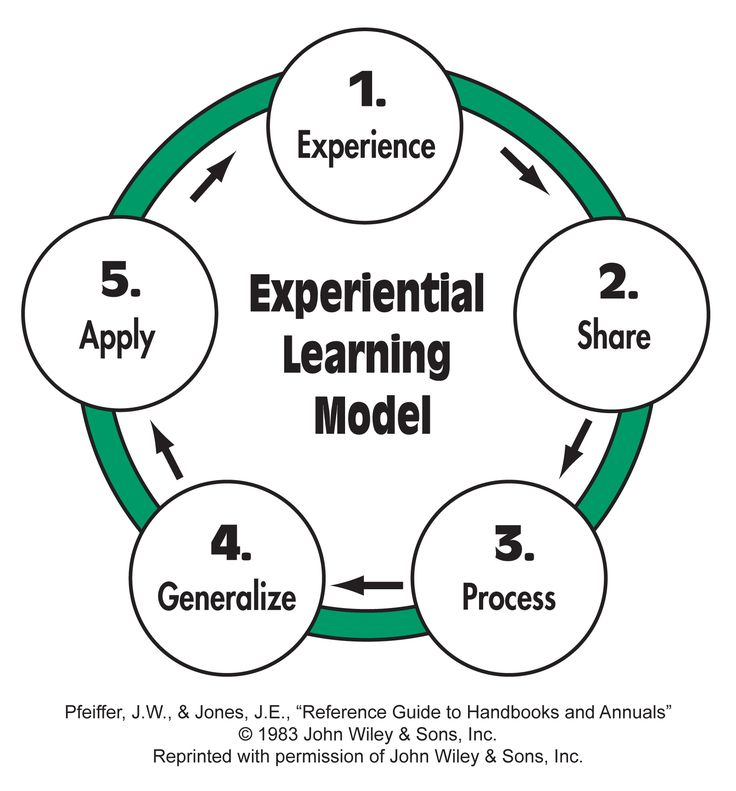 1.
Experience
2.
Share
3.
Process
4.
Generalize
5.
Apply
Experiential
Learning
Model
Pfeiffer, J.W., & Jones, J.E., “Reference Guide to Handbooks and Annuals”
© 1983 John Wiley & Sons, Inc.
Reprinted with permission of John Wiley & Sons, Inc.